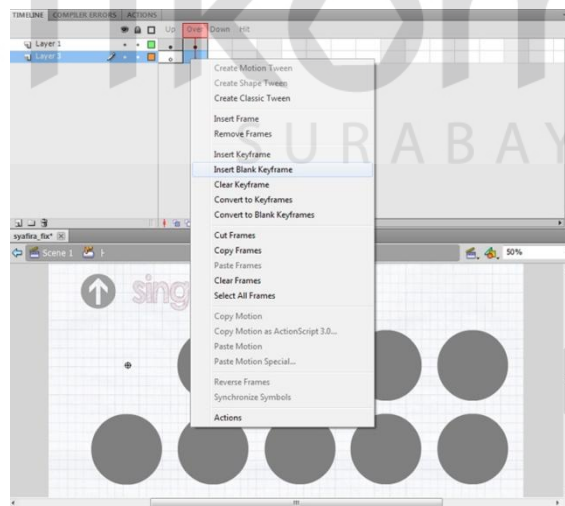 TIMELINE COMPILER ERRORS ACTIONS
Up Over Down Hit
Layer 1
Layer 3
Create Motion Tween
Create Shape Tween
Create Classic Tween
Insert Frame
Remove Frames
Insert Keyframe
Insert Blank Keyframe
Clear Keyframe
Convert to Keyframes
Convert to Blank Keyframes
Cut Frames
Copy Frames
Paste Frames
Clear Frames
Select All Frames
Copy Motion
Copy Motion as ActionScript 3.0...
Paste Motion
Paste Motion Special...
Reverse Frames
Synchronize Symbols
Actions
SURABAY
syafira_fix*
Scene 1
50%
sing